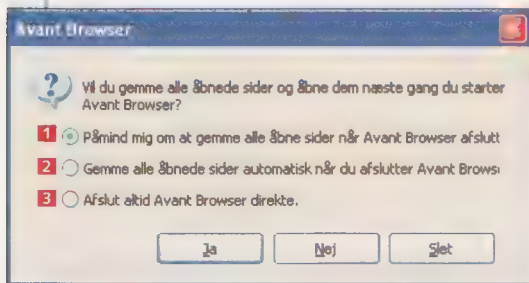 Avant Browser
Vil du gemme alle åbnede sider og åbne dem næste gang du starter
Avant Browser?
1 Påmind mig om at gemme alle åbne sider når Avant Browser afslutt
2 Gemme alle åbnede sider automatisk når du afslutter Avant Brows
3 Afslut altid Avant Browser direkte.
Ja Nej Slet